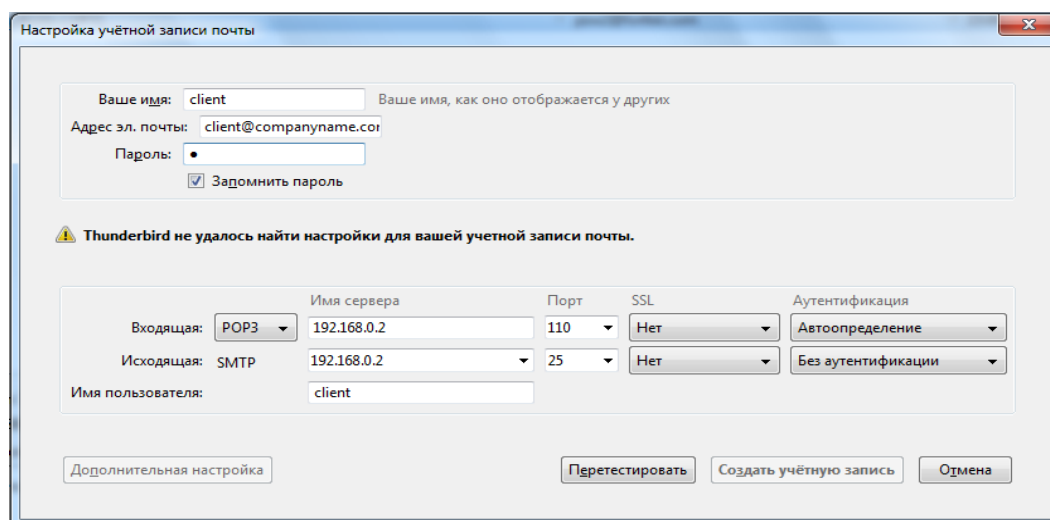 Настройка учётной записи почты
Ваше имя: client Ваше имя, как оно отображается у других
Адрес эл. почты: client@companyname.cor
Пароль: •
Запомнить пароль
Thunderbird не удалось найти настройки для вашей учетной записи почты.
Имя сервера Порт SSL Аутентификация
Входящая: POP3 192.168.0.2 110 Нет Автоопределение
Исходящая: SMTP 192.168.0.2 25 Нет Без аутентификации
Имя пользователя: client
Дополнительная настройка Перетестировать Создать учётную запись Отмена